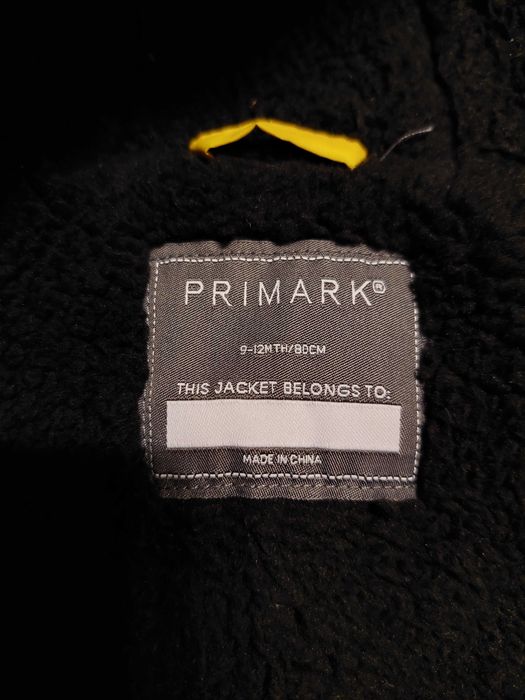 PRIMARK®
9-12MTH/80CM
THIS JACKET BELONGS TO:
MADE IN CHINA